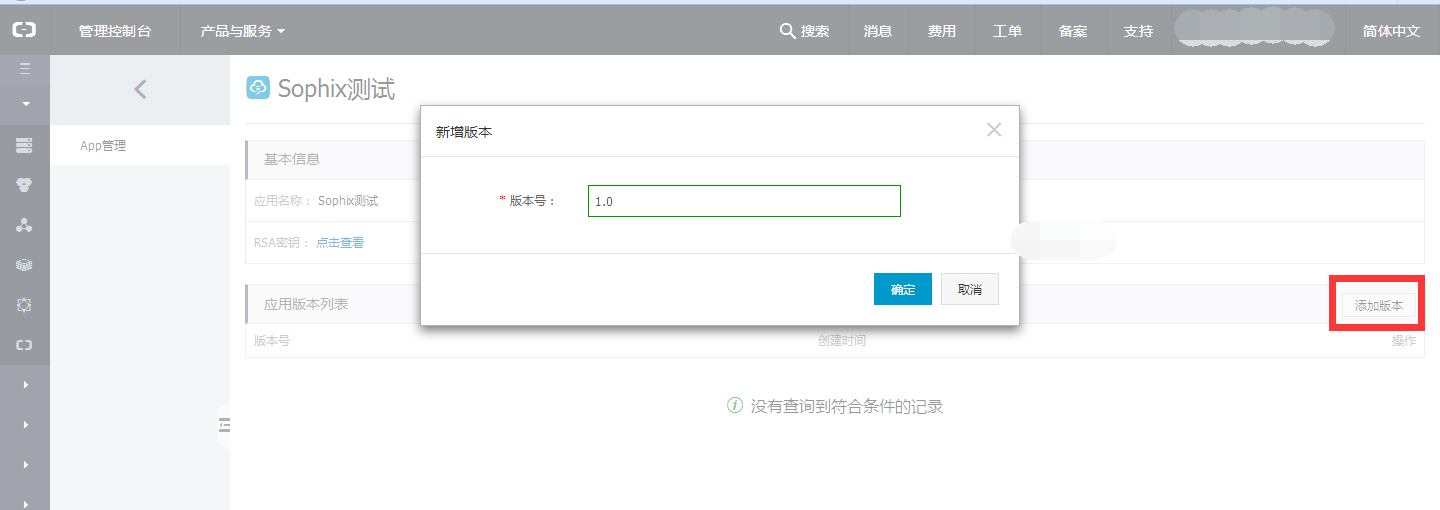 管理控制台 产品与服务 搜索 消息 费用 工单 备案 支持 简体中文
Sophix测试
App管理
新增版本
基本信息
* 版本号：
1.0
应用名称： Sophix测试
RSA密钥： 点击查看
确定 取消
应用版本列表 添加版本
版本号 创建时间 操作
没有查询到符合条件的记录